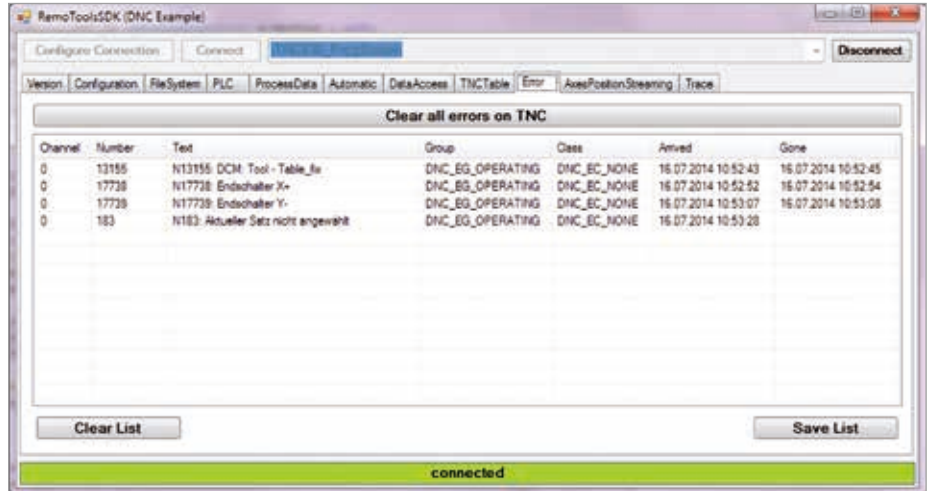 RemoToolsSDK (DNC Example)
Configure Connection Connect Disconnect
Version Configuration FileSystem PLC ProcessData Automatic DataAccess TNCTable Error AxesPositionStreaming Trace
Clear all errors on TNC
Channel Number Text Group Class Arrived Gone
0 13155 N13155: DCM: Tool - Table_fix DNC_EG_OPERATING DNC_EC_NONE 16.07.2014 10:52:43 16.07.2014 10:52:45
0 17738 N17738: Endschalter X+ DNC_EG_OPERATING DNC_EC_NONE 16.07.2014 10:52:52 16.07.2014 10:52:54
0 17739 N17739: Endschalter Y- DNC_EG_OPERATING DNC_EC_NONE 16.07.2014 10:53:07 16.07.2014 10:53:08
0 183 N183: Aktueller Satz nicht angewählt DNC_EG_OPERATING DNC_EC_NONE 16.07.2014 10:53:28
Clear List Save List
connected